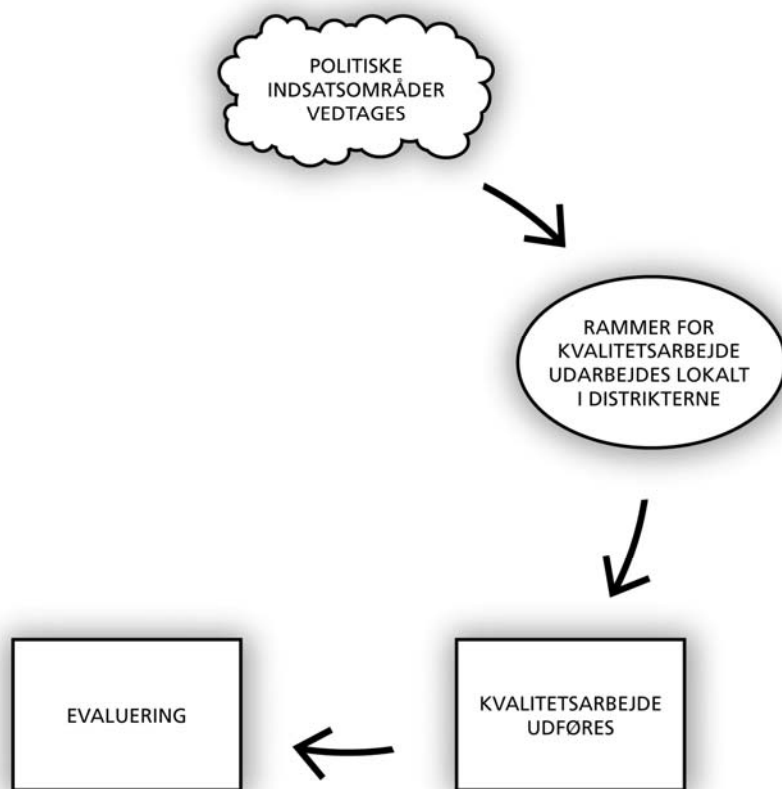 POLITISKE
INDSATSOMRÅDER
VEDTAGES
RAMMER FOR
KVALITETSARBEJDE
UDARBEJDES LOKALT
I DISTRIKTERNE
KVALITETSARBEJDE
UDFØRES
EVALUERING